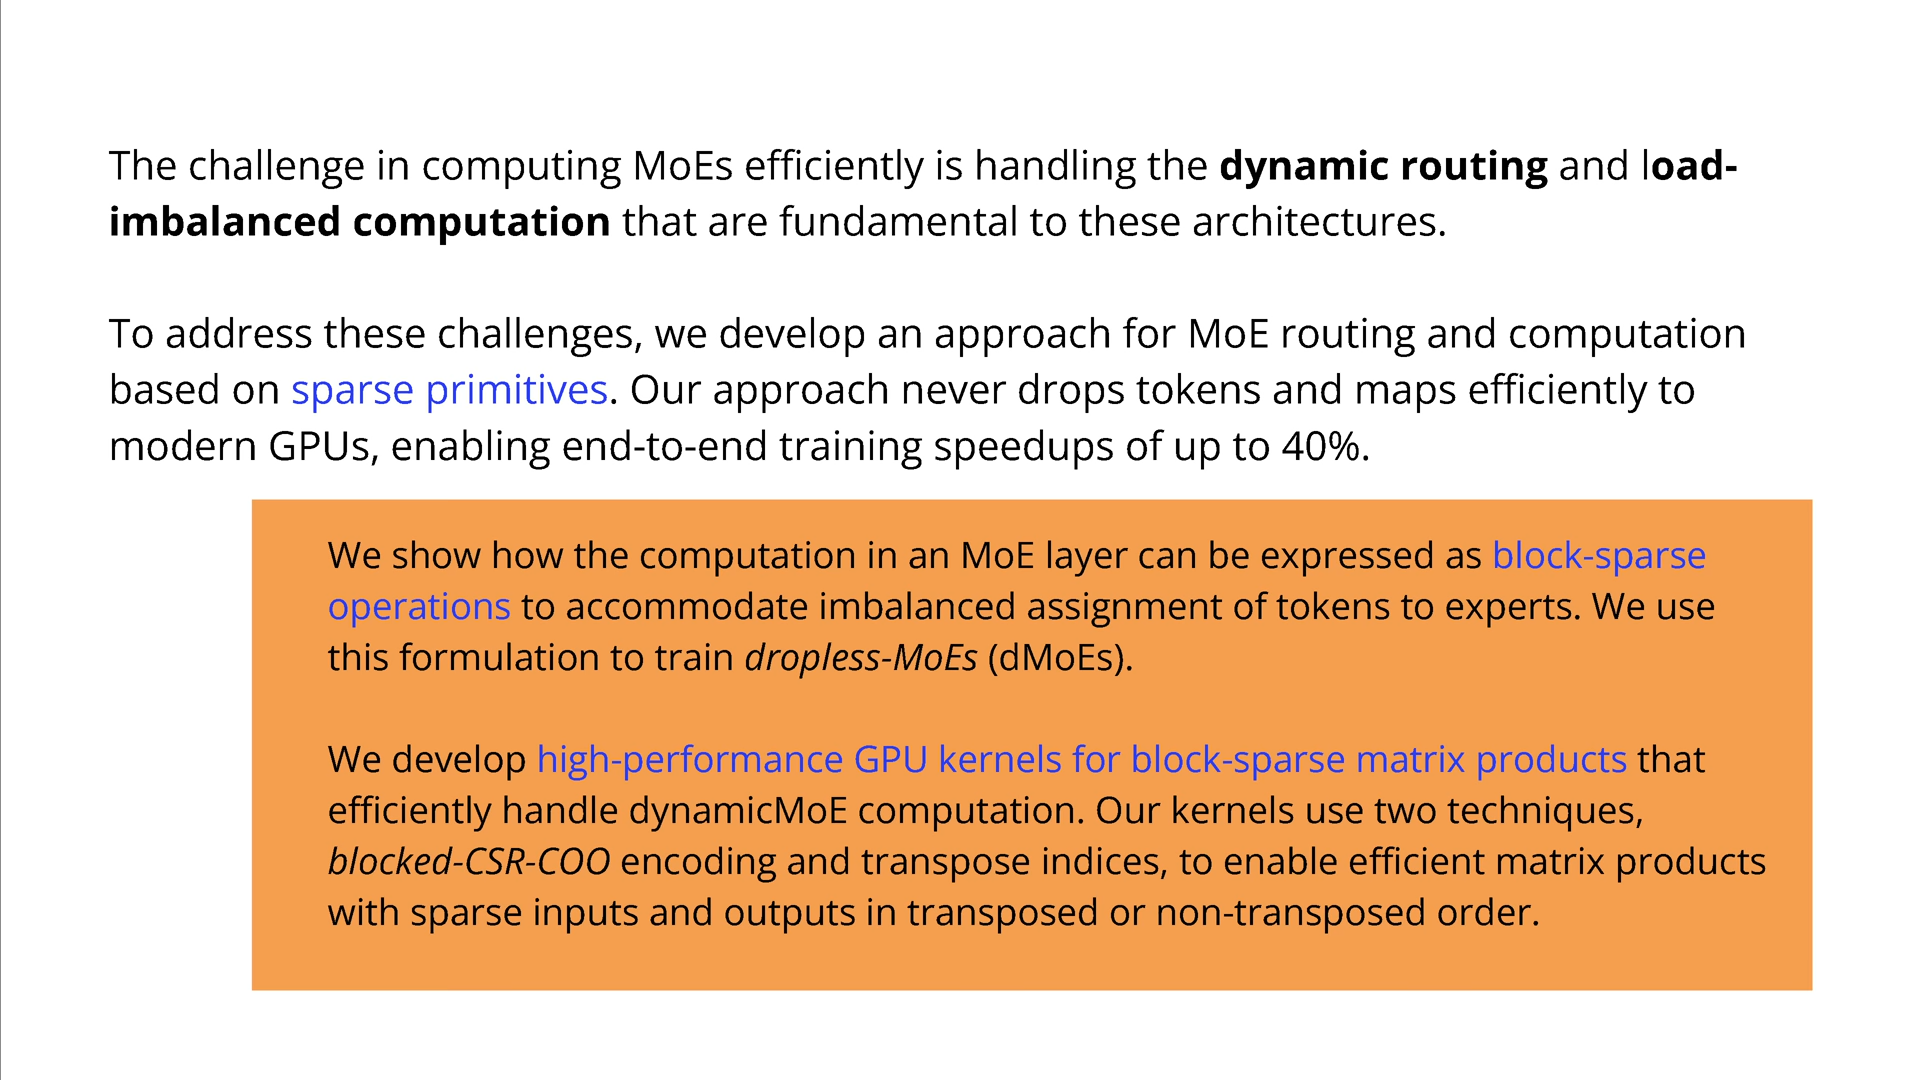 The challenge in computing MoEs efficiently is handling the dynamic routing and load-
imbalanced computation that are fundamental to these architectures.
To address these challenges, we develop an approach for MoE routing and computation
based on sparse primitives. Our approach never drops tokens and maps efficiently to
modern GPUs, enabling end-to-end training speedups of up to 40%.
We show how the computation in an MoE layer can be expressed as block-sparse
operations to accommodate imbalanced assignment of tokens to experts. We use
this formulation to train dropless-MoEs (dMoEs).
We develop high-performance GPU kernels for block-sparse matrix products that
efficiently handle dynamicMoE computation. Our kernels use two techniques,
blocked-CSR-COO encoding and transpose indices, to enable efficient matrix products
with sparse inputs and outputs in transposed or non-transposed order.